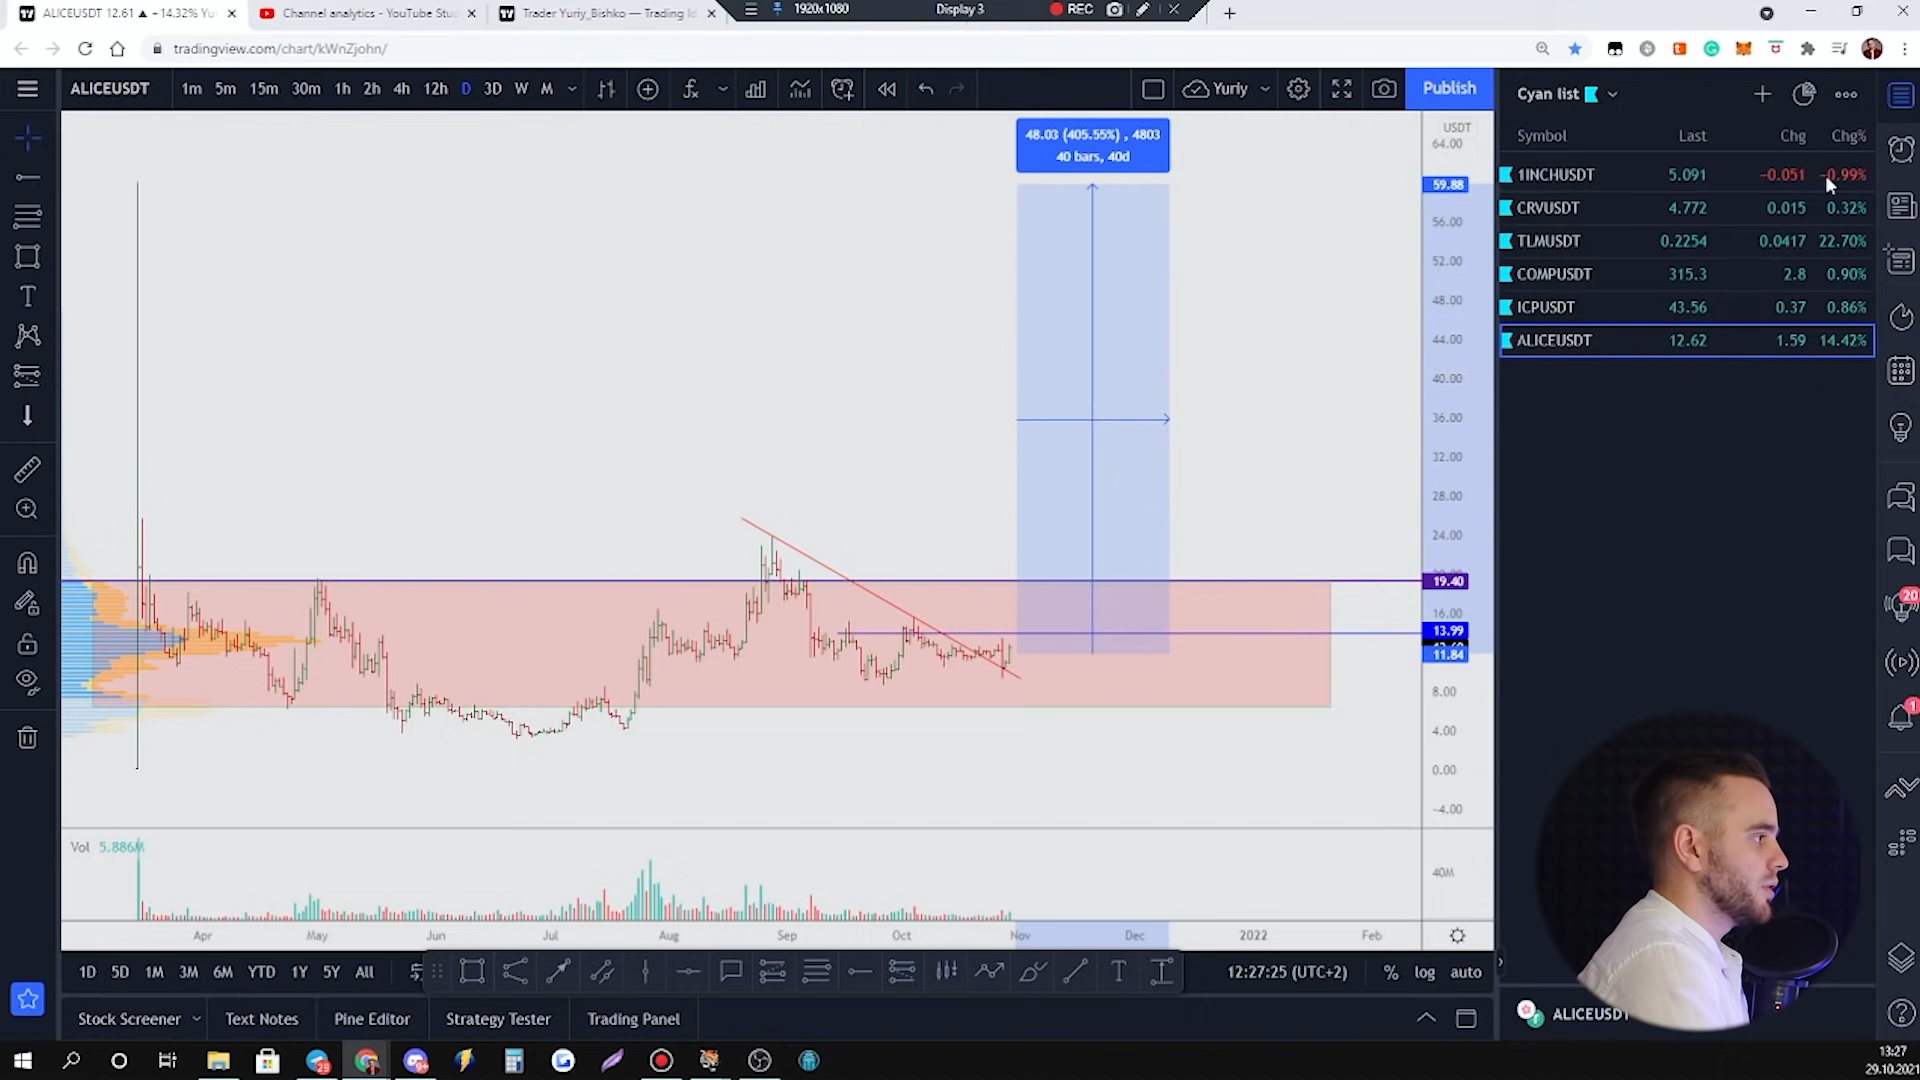 ALICEUSDT 12.61 ▲ +14.32% Yu
Channel analytics - YouTube Stu
Trader Yuriy_Bishko — Trading Id
1920x1080
Display 3
REC
tradingview.com/chart/kWnZjohn/
ALICEUSDT
1m 5m 15m 30m 1h 2h 4h 12h D 3D W M
Yuriy
Publish
Cyan list
Symbol Last Chg Chg%
1INCHUSDT 5.091 −0.051 −0.99%
CRVUSDT 4.772 0.015 0.32%
TLMUSDT 0.2254 0.0417 22.70%
COMPUSDT 315.3 2.8 0.90%
ICPUSDT 43.56 0.37 0.86%
ALICEUSDT 12.62 1.59 14.42%
48.03 (405.55%) , 4803
40 bars, 40d
USDT
64.00
59.88
56.00
52.00
48.00
44.00
40.00
36.00
32.00
28.00
24.00
19.40
16.00
13.99
11.84
8.00
4.00
0.00
−4.00
20
1
Vol 5.886M
40M
Apr May Jun Jul Aug Sep Oct Nov Dec 2022 Feb
1D 5D 1M 3M 6M YTD 1Y 5Y All
12:27:25 (UTC+2) % log auto
Stock Screener Text Notes Pine Editor Strategy Tester Trading Panel
ALICEUSDT
29
9+
13:27
29.10.2021